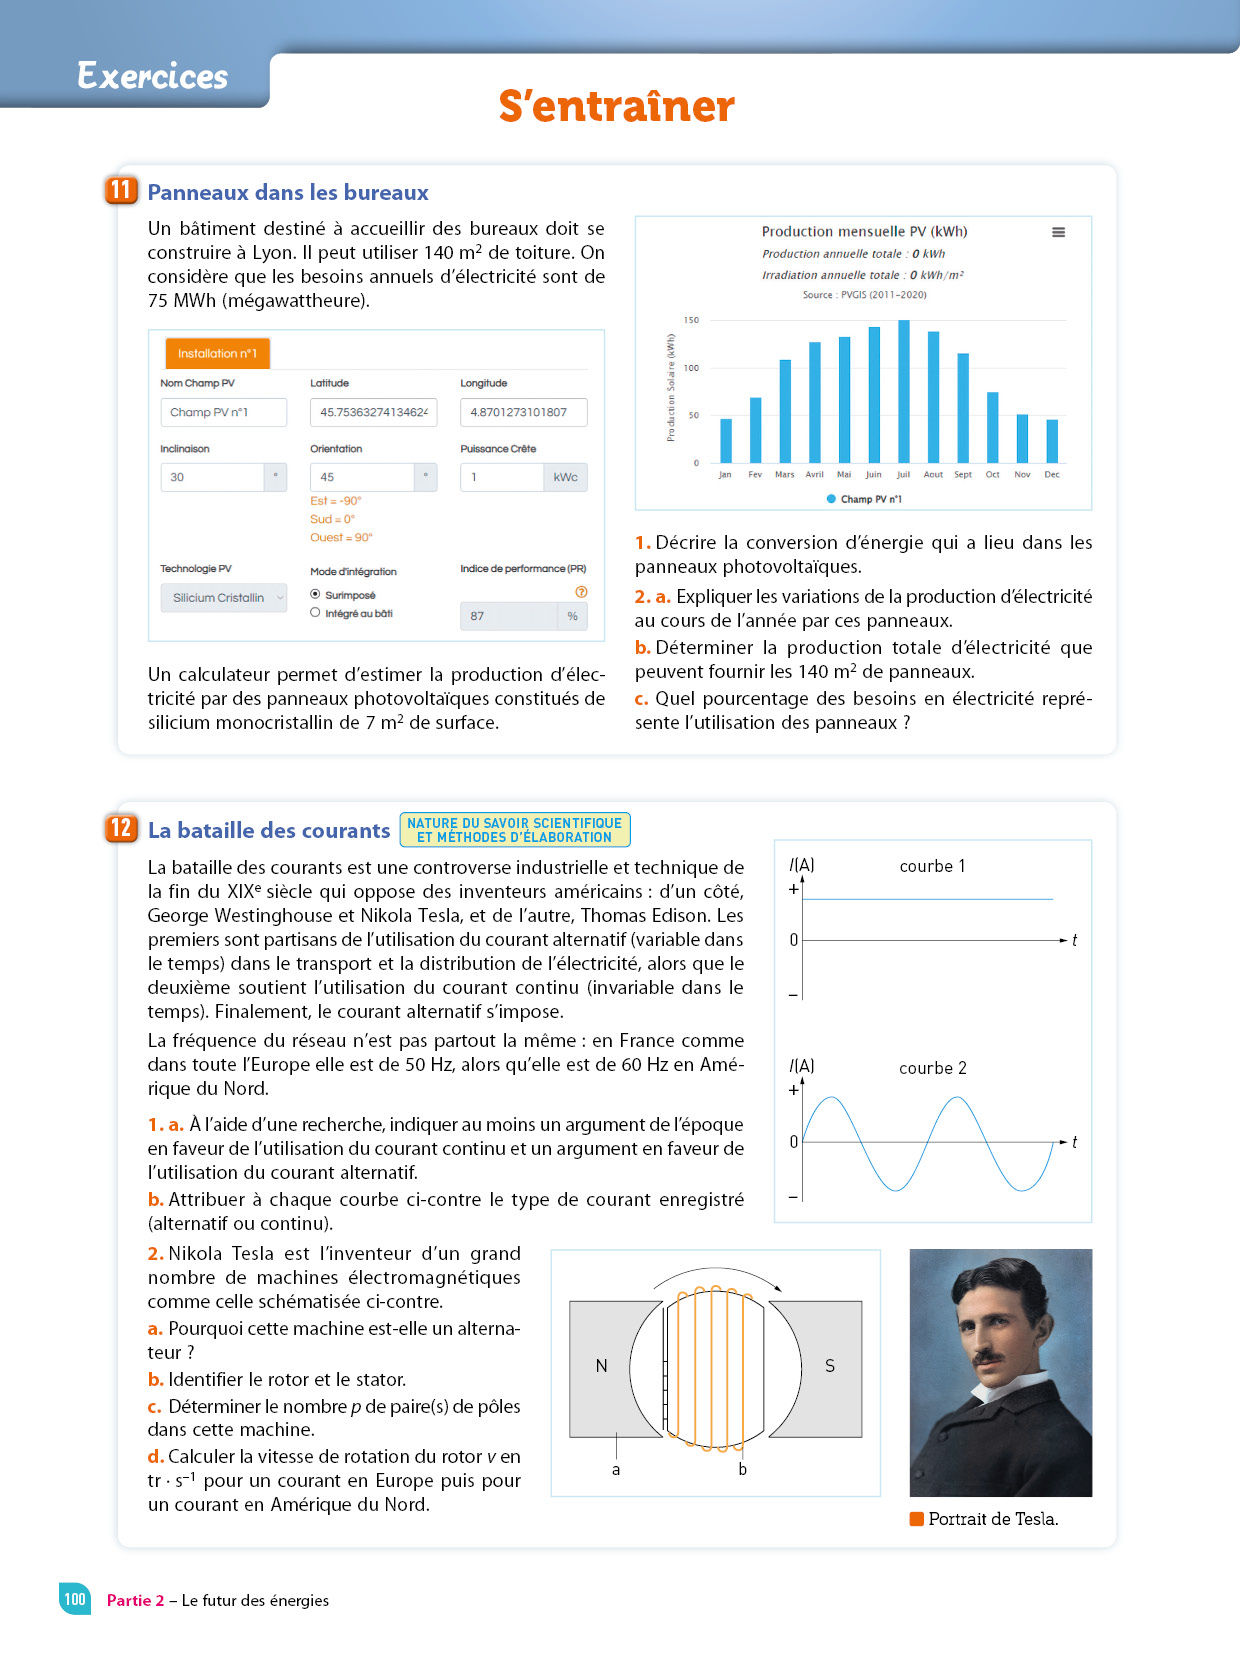 Exercices
S'entraîner
11 Panneaux dans les bureaux
Un bâtiment destiné à accueillir des bureaux doit se
construire à Lyon. Il peut utiliser 140 m² de toiture. On
considère que les besoins annuels d'électricité sont de
75 MWh (mégawattheure).
Installation n°1
Nom Champ PV Latitude Longitude
Champ PV n°1 45.75363274134624 4.8701273101807
Inclinaison Orientation Puissance Crête
30 ° 45 ° 1 kWc
Est = -90°
Sud = 0°
Ouest = 90°
Technologie PV Mode d'intégration Indice de performance (PR)
Silicium Cristallin Surimposé ?
Intégré au bâti 87 %
Un calculateur permet d'estimer la production d'élec-
tricité par des panneaux photovoltaïques constitués de
silicium monocristallin de 7 m² de surface.
Production mensuelle PV (kWh)
Production annuelle totale : 0 kWh
Irradiation annuelle totale : 0 kWh/m²
Source : PVGIS (2011-2020)
Production Solaire (kWh)
150
100
50
0
Jan Fev Mars Avril Mai Juin Juil Aout Sept Oct Nov Dec
Champ PV n°1
1. Décrire la conversion d'énergie qui a lieu dans les
panneaux photovoltaïques.
2. a. Expliquer les variations de la production d'électricité
au cours de l'année par ces panneaux.
b. Déterminer la production totale d'électricité que
peuvent fournir les 140 m² de panneaux.
c. Quel pourcentage des besoins en électricité repré-
sente l'utilisation des panneaux ?
12 La bataille des courants
NATURE DU SAVOIR SCIENTIFIQUE
ET MÉTHODES D'ÉLABORATION
La bataille des courants est une controverse industrielle et technique de
la fin du XIXᵉ siècle qui oppose des inventeurs américains : d'un côté,
George Westinghouse et Nikola Tesla, et de l'autre, Thomas Edison. Les
premiers sont partisans de l'utilisation du courant alternatif (variable dans
le temps) dans le transport et la distribution de l'électricité, alors que le
deuxième soutient l'utilisation du courant continu (invariable dans le
temps). Finalement, le courant alternatif s'impose.
La fréquence du réseau n'est pas partout la même : en France comme
dans toute l'Europe elle est de 50 Hz, alors qu'elle est de 60 Hz en Amé-
rique du Nord.
1. a. À l'aide d'une recherche, indiquer au moins un argument de l'époque
en faveur de l'utilisation du courant continu et un argument en faveur de
l'utilisation du courant alternatif.
b. Attribuer à chaque courbe ci-contre le type de courant enregistré
(alternatif ou continu).
I(A) courbe 1
+
0 t
–
I(A) courbe 2
+
0 t
–
2. Nikola Tesla est l'inventeur d'un grand
nombre de machines électromagnétiques
comme celle schématisée ci-contre.
a. Pourquoi cette machine est-elle un alterna-
teur ?
b. Identifier le rotor et le stator.
c. Déterminer le nombre p de paire(s) de pôles
dans cette machine.
d. Calculer la vitesse de rotation du rotor v en
tr · s⁻¹ pour un courant en Europe puis pour
un courant en Amérique du Nord.
N S
a b
Portrait de Tesla.
100 Partie 2 – Le futur des énergies